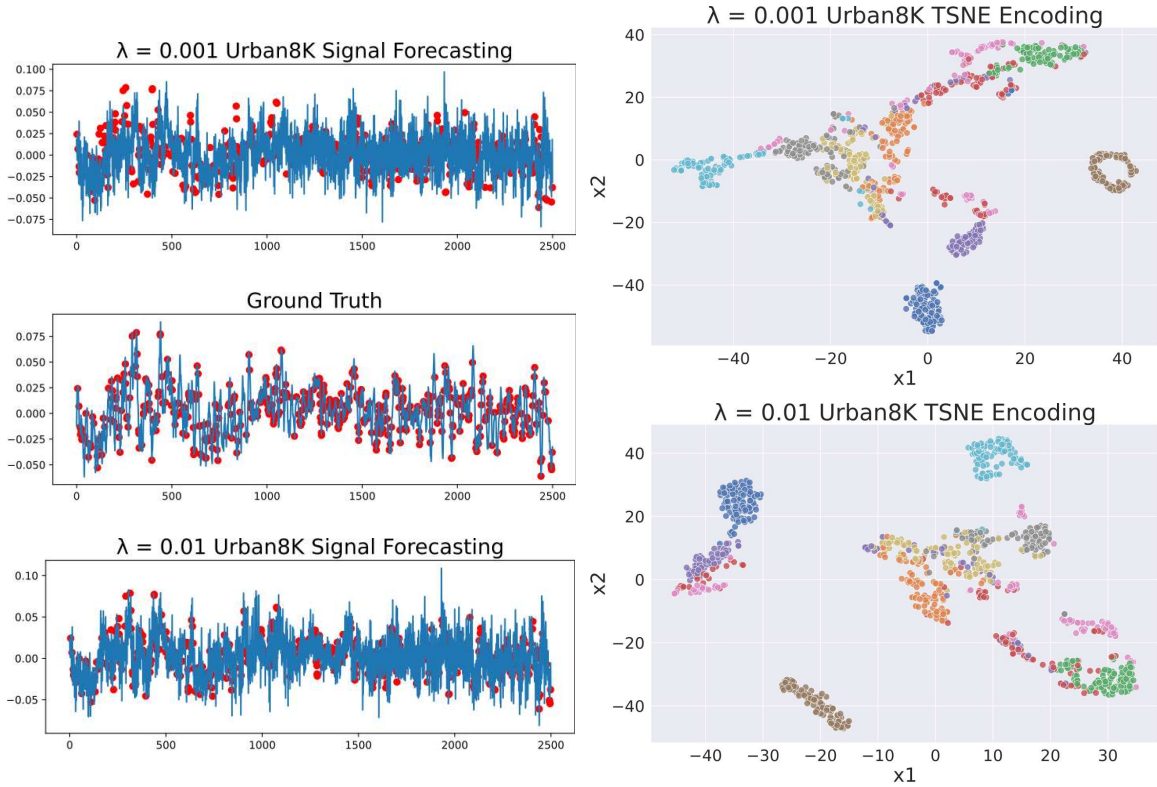 λ = 0.001 Urban8K Signal Forecasting
0.100
0.075
0.050
0.025
0.000
−0.025
−0.050
−0.075
0 500 1000 1500 2000 2500
Ground Truth
0.075
0.050
0.025
0.000
−0.025
−0.050
0 500 1000 1500 2000 2500
λ = 0.01 Urban8K Signal Forecasting
0.10
0.05
0.00
−0.05
0 500 1000 1500 2000 2500
λ = 0.001 Urban8K TSNE Encoding
40
20
0
−20
−40
x2
−40 −20 0 20 40
x1
λ = 0.01 Urban8K TSNE Encoding
40
20
0
−20
−40
x2
−40 −30 −20 −10 0 10 20 30
x1